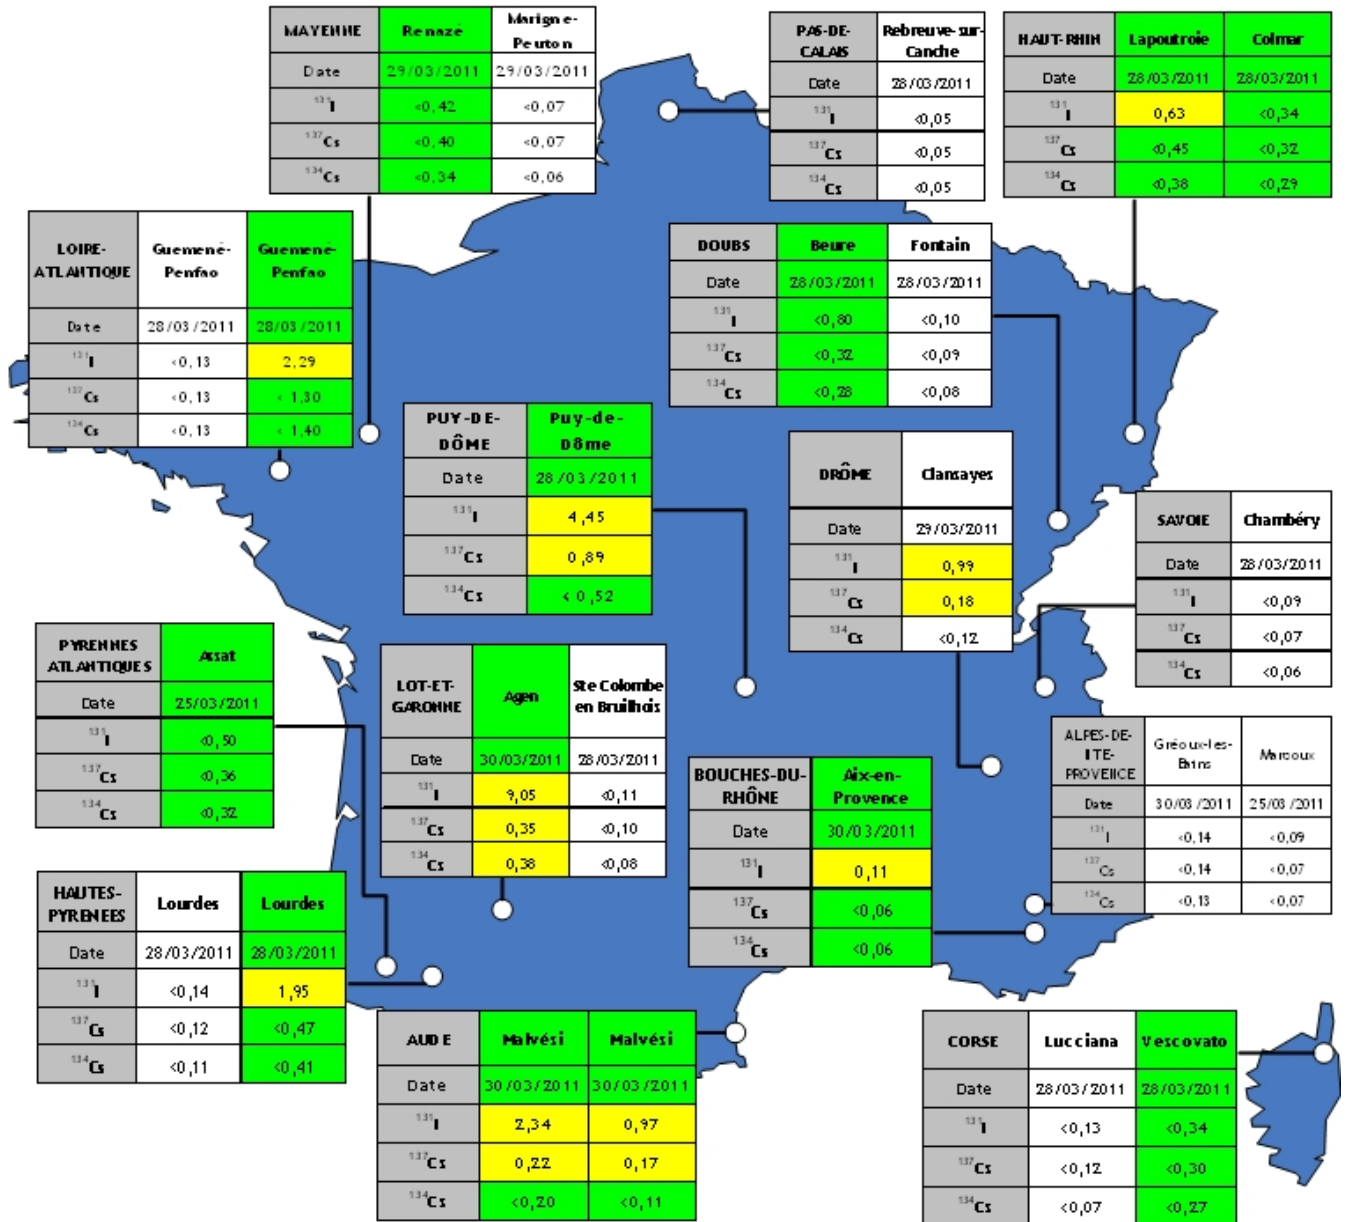 MAYENNE Renazé Marigne-Peuton
Date 29/03/2011 29/03/2011
131I <0,42 <0,07
137Cs <0,40 <0,07
134Cs <0,34 <0,06
PAS-DE-CALAIS Rebreuve-sur-Canche
Date 28/03/2011
131I <0,05
137Cs <0,05
134Cs <0,05
HAUT-RHIN Lapoutroie Colmar
Date 28/03/2011 28/03/2011
131I 0,63 <0,34
137Cs <0,45 <0,32
134Cs <0,38 <0,29
LOIRE-ATLANTIQUE Guemené-Penfao Guemené-Penfao
Date 28/03/2011 28/03/2011
131I <0,13 2,29
137Cs <0,13 < 1,30
134Cs <0,13 < 1,40
DOUBS Beure Fontain
Date 28/03/2011 28/03/2011
131I <0,80 <0,10
137Cs <0,32 <0,09
134Cs <0,28 <0,08
PUY-DE-DÔME Puy-de-Dôme
Date 28/03/2011
131I 4,45
137Cs 0,89
134Cs < 0,52
DRÔME Clansayes
Date 29/03/2011
131I 0,99
137Cs 0,18
134Cs <0,12
SAVOIE Chambéry
Date 28/03/2011
131I <0,09
137Cs <0,07
134Cs <0,06
PYRENNES ATLANTIQUES Assat
Date 25/03/2011
131I <0,50
137Cs <0,36
134Cs <0,32
LOT-ET-GARONNE Agen Ste Colombe en Bruilhois
Date 30/03/2011 28/03/2011
131I 9,05 <0,11
137Cs 0,35 <0,10
134Cs 0,38 <0,08
BOUCHES-DU-RHÔNE Aix-en-Provence
Date 30/03/2011
131I 0,11
137Cs <0,06
134Cs <0,06
ALPES-DE-HTE-PROVENCE Gréoux-les-Bains Marcoux
Date 30/03/2011 25/03/2011
131I <0,14 <0,09
137Cs <0,14 <0,07
134Cs <0,13 <0,07
HAUTES-PYRENEES Lourdes Lourdes
Date 28/03/2011 28/03/2011
131I <0,14 1,95
137Cs <0,12 <0,47
134Cs <0,11 <0,41
AUDE Malvési Malvési
Date 30/03/2011 30/03/2011
131I 2,34 0,97
137Cs 0,22 0,17
134Cs <0,20 <0,11
CORSE Lucciana Vescovato
Date 28/03/2011 28/03/2011
131I <0,13 <0,34
137Cs <0,12 <0,30
134Cs <0,07 <0,27